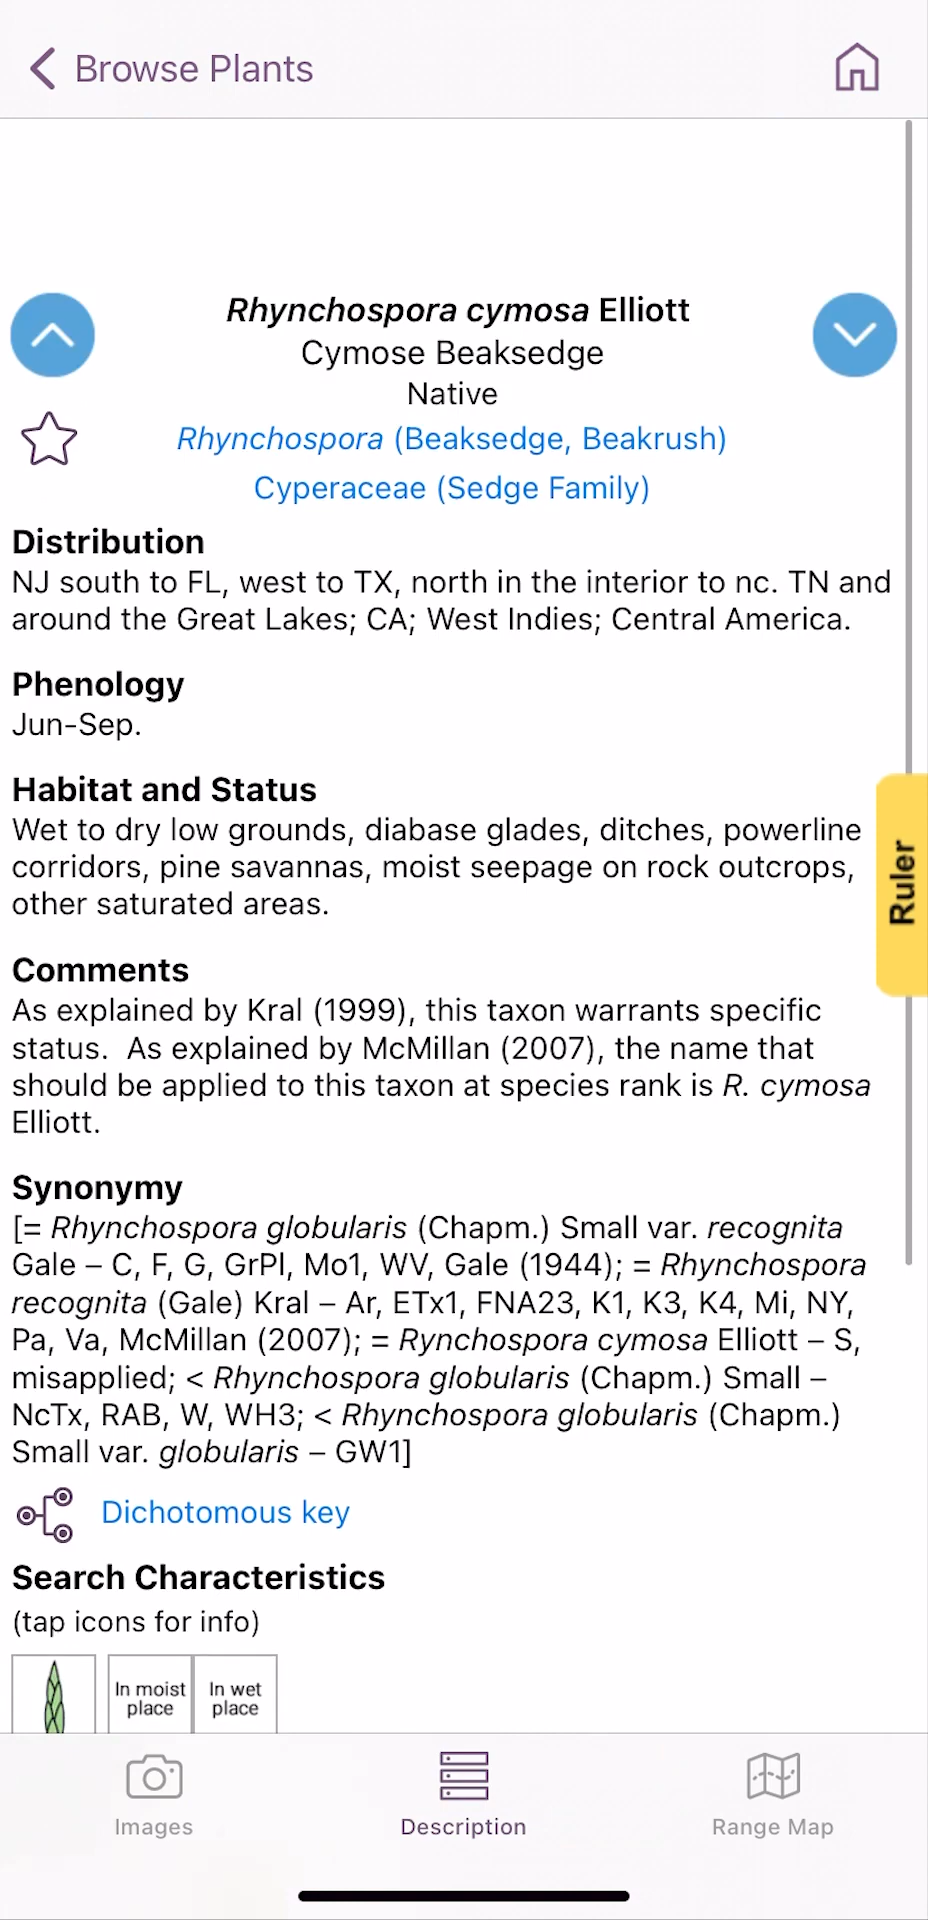 Browse Plants
Rhynchospora cymosa Elliott
Cymose Beaksedge
Native
Rhynchospora (Beaksedge, Beakrush)
Cyperaceae (Sedge Family)
Distribution
NJ south to FL, west to TX, north in the interior to nc. TN and
around the Great Lakes; CA; West Indies; Central America.
Phenology
Jun-Sep.
Habitat and Status
Wet to dry low grounds, diabase glades, ditches, powerline
corridors, pine savannas, moist seepage on rock outcrops,
other saturated areas.
Ruler
Comments
As explained by Kral (1999), this taxon warrants specific
status.  As explained by McMillan (2007), the name that
should be applied to this taxon at species rank is R. cymosa
Elliott.
Synonymy
[= Rhynchospora globularis (Chapm.) Small var. recognita
Gale – C, F, G, GrPl, Mo1, WV, Gale (1944); = Rhynchospora
recognita (Gale) Kral – Ar, ETx1, FNA23, K1, K3, K4, Mi, NY,
Pa, Va, McMillan (2007); = Rynchospora cymosa Elliott – S,
misapplied; < Rhynchospora globularis (Chapm.) Small –
NcTx, RAB, W, WH3; < Rhynchospora globularis (Chapm.)
Small var. globularis – GW1]
Dichotomous key
Search Characteristics
(tap icons for info)
In moist place
In wet place
Images
Description
Range Map